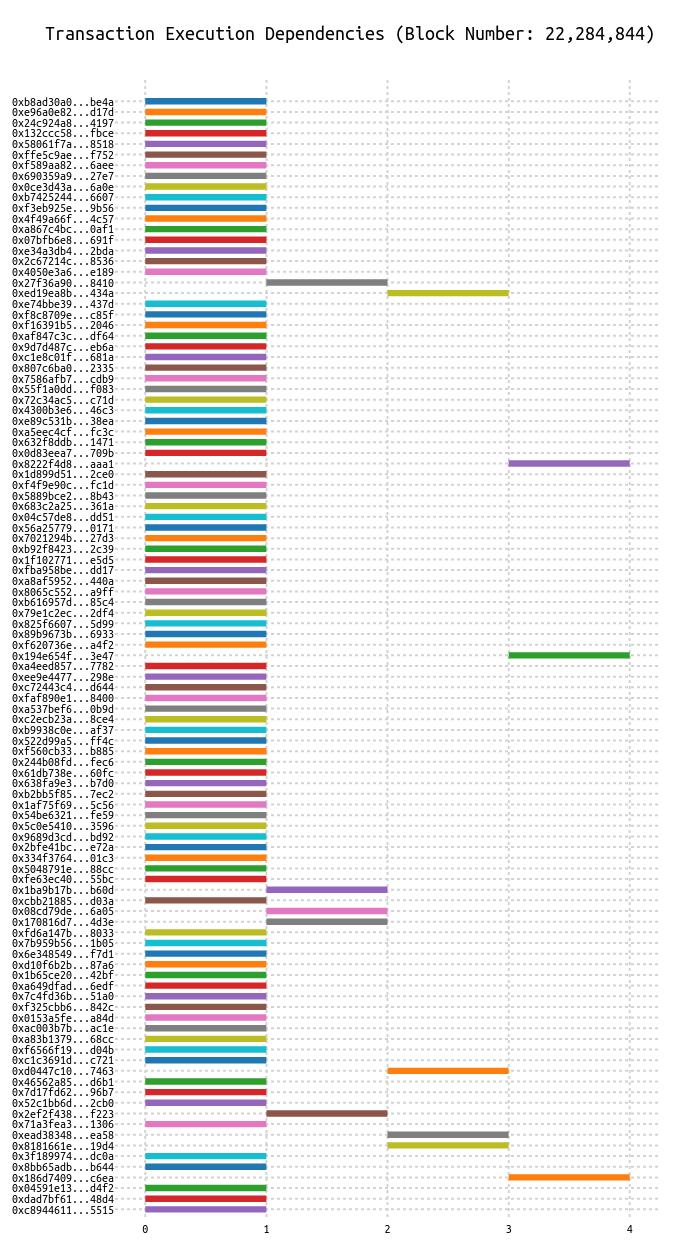 Transaction Execution Dependencies (Block Number: 22,284,844)
0xb8ad30a0...be4a
0xe96a0e82...d17d
0x24c924a8...4197
0x132ccc58...fbce
0x58061f7a...8518
0xffe5c9ae...f752
0xf589aa82...6aee
0x690359a9...27e7
0x0ce3d43a...6a0e
0xb7425244...6607
0xf3eb925e...9b56
0x4f49a66f...4c57
0xa867c4bc...0af1
0x07bfb6e8...691f
0xe34a3db4...2bda
0x2c67214c...8536
0x4050e3a6...e189
0x27f36a90...8410
0xed19ea8b...434a
0xe74bbe39...437d
0xf8c8709e...c85f
0xf16391b5...2046
0xaf847c3c...df64
0x9d7d487c...eb6a
0xc1e8c01f...681a
0x807c6ba0...2335
0x7586afb7...cdb9
0x55f1a0dd...f083
0x72c34ac5...c71d
0x4300b3e6...46c3
0xe89c531b...38ea
0xa5eec4cf...fc3c
0x632f8ddb...1471
0x0d83eea7...709b
0x8222f4d8...aaa1
0x1d899d51...2ce0
0xf4f9e90c...fc1d
0x5889bce2...8b43
0x683c2a25...361a
0x04c57de8...dd51
0x56a25779...0171
0x7021294b...27d3
0xb92f8423...2c39
0x1f102771...e5d5
0xfba958be...dd17
0xa8af5952...440a
0x8065c552...a9ff
0xb616957d...85c4
0x79e1c2ec...2df4
0x825f6607...5d99
0x89b9673b...6933
0xf620736e...a4f2
0x194e654f...3e47
0xa4eed857...7782
0xee9e4477...298e
0xc72443c4...d644
0xfaf890e1...8400
0xa537bef6...0b9d
0xc2ecb23a...8ce4
0xb9938c0e...af37
0x522d99a5...ff4c
0xf560cb33...b885
0x244b08fd...fec6
0x61db738e...60fc
0x638fa9e3...b7d0
0xb2bb5f85...7ec2
0x1af75f69...5c56
0x54be6321...fe59
0x5c0e5410...3596
0x9689d3cd...bd92
0x2bfe41bc...e72a
0x334f3764...01c3
0x5048791e...88cc
0xfe63ec40...55bc
0x1ba9b17b...b60d
0xcbb21885...d03a
0x08cd79de...6a05
0x170816d7...4d3e
0xfd6a147b...8033
0x7b959b56...1b05
0x6e348549...f7d1
0xd10f6b2b...87a6
0x1b65ce20...42bf
0xa649dfad...6edf
0x7c4fd36b...51a0
0xf325cbb6...842c
0x0153a5fe...a84d
0xac003b7b...ac1e
0xa83b1379...68cc
0xf6566f19...d04b
0xc1c3691d...c721
0xd0447c10...7463
0x46562a85...d6b1
0x7d17fd62...96b7
0x52c1bb6d...2cb0
0x2ef2f438...f223
0x71a3fea3...1306
0xead38348...ea58
0x8181661e...19d4
0x3f189974...dc0a
0x8bb65adb...b644
0x186d7409...c6ea
0x04591e13...d4f2
0xdad7bf61...48d4
0xc8944611...5515
0 1 2 3 4